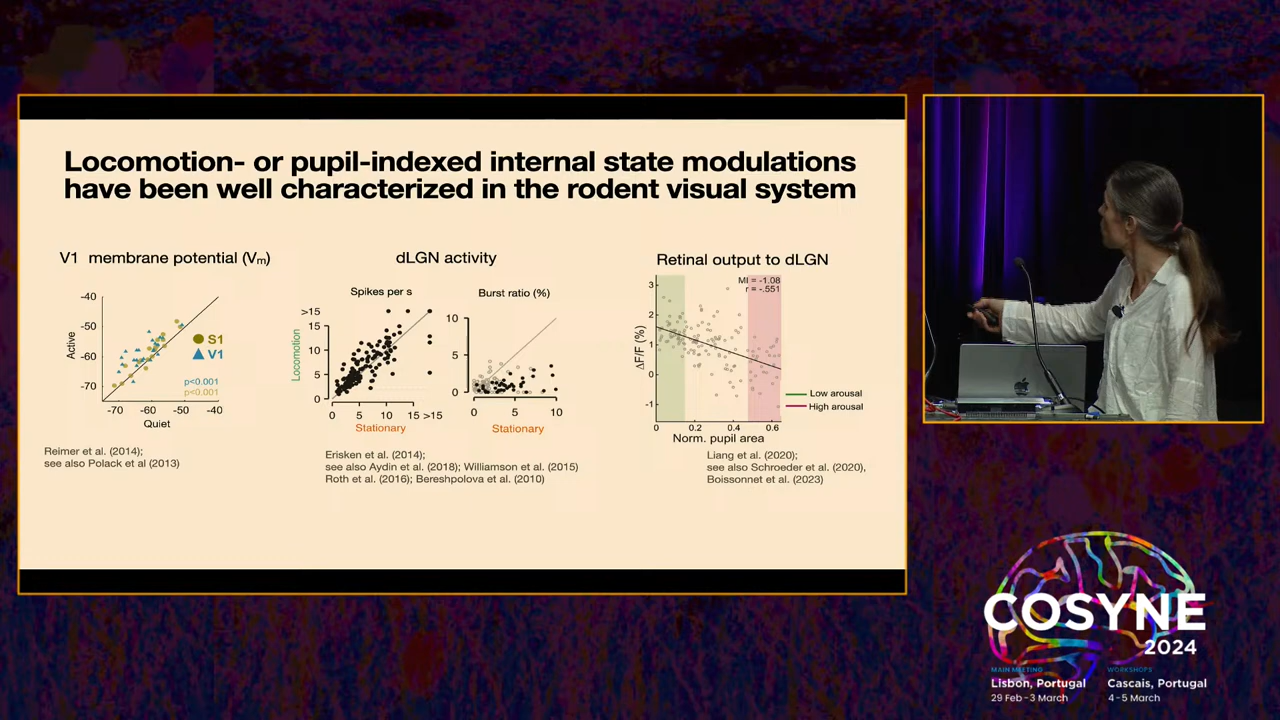 Locomotion- or pupil-indexed internal state modulations
have been well characterized in the rodent visual system
V1 membrane potential (Vm)
-40
-50
-60
-70
Active
-70 -60 -50 -40
Quiet
S1
V1
p<0.001
p<0.001
Reimer et al. (2014);
see also Polack et al (2013)
dLGN activity
Spikes per s
>15
15
10
5
0
Locomotion
0 5 10 15 >15
Stationary
Burst ratio (%)
10
5
0
0 5 10
Stationary
Erisken et al. (2014);
see also Aydin et al. (2018); Williamson et al. (2015)
Roth et al. (2016); Bereshpolova et al. (2010)
Retinal output to dLGN
MI = -1.08
r = -.551
3
2
1
0
-1
ΔF/F (%)
0 0.2 0.4 0.6
Norm. pupil area
Low arousal
High arousal
Liang et al. (2020);
see also Schroeder et al. (2020),
Boissonnet et al. (2023)
COSYNE
2024
MAIN MEETING
Lisbon, Portugal
29 Feb - 3 March
WORKSHOPS
Cascais, Portugal
4 - 5 March